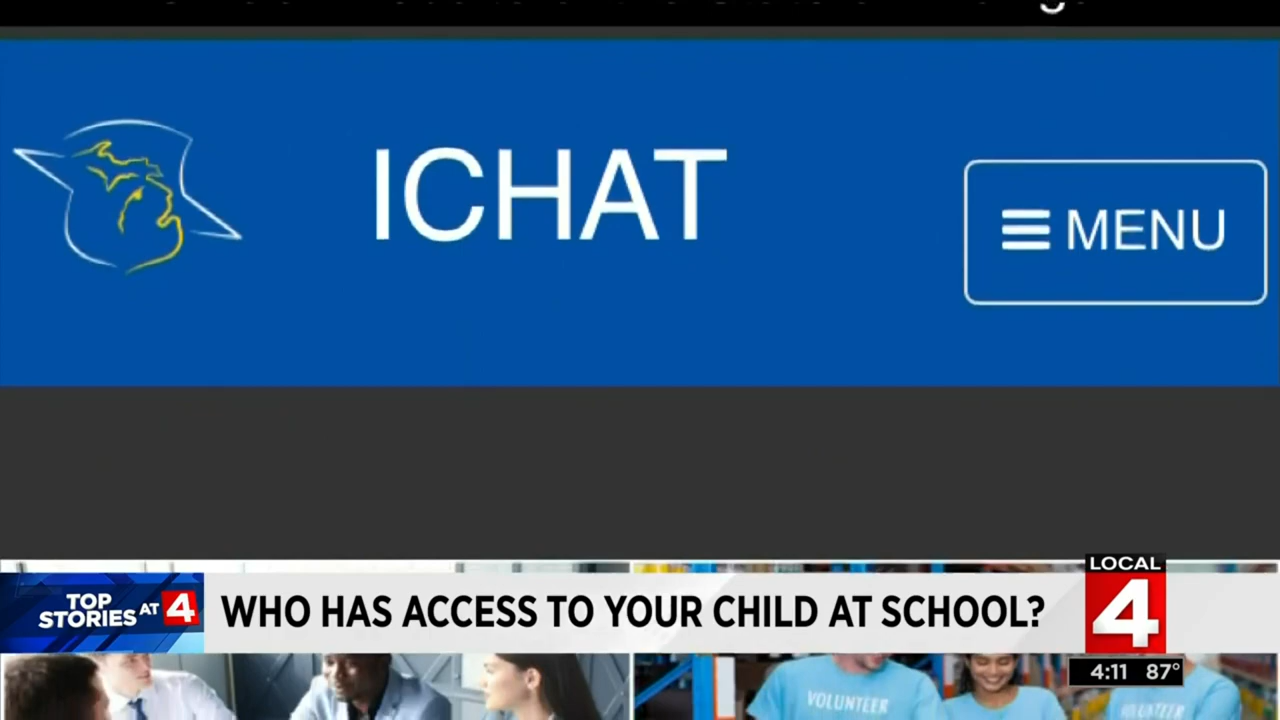 ICHAT
MENU
TOP
STORIES AT 4
WHO HAS ACCESS TO YOUR CHILD AT SCHOOL?
LOCAL
4
4:11 87°
VOLUNTEER